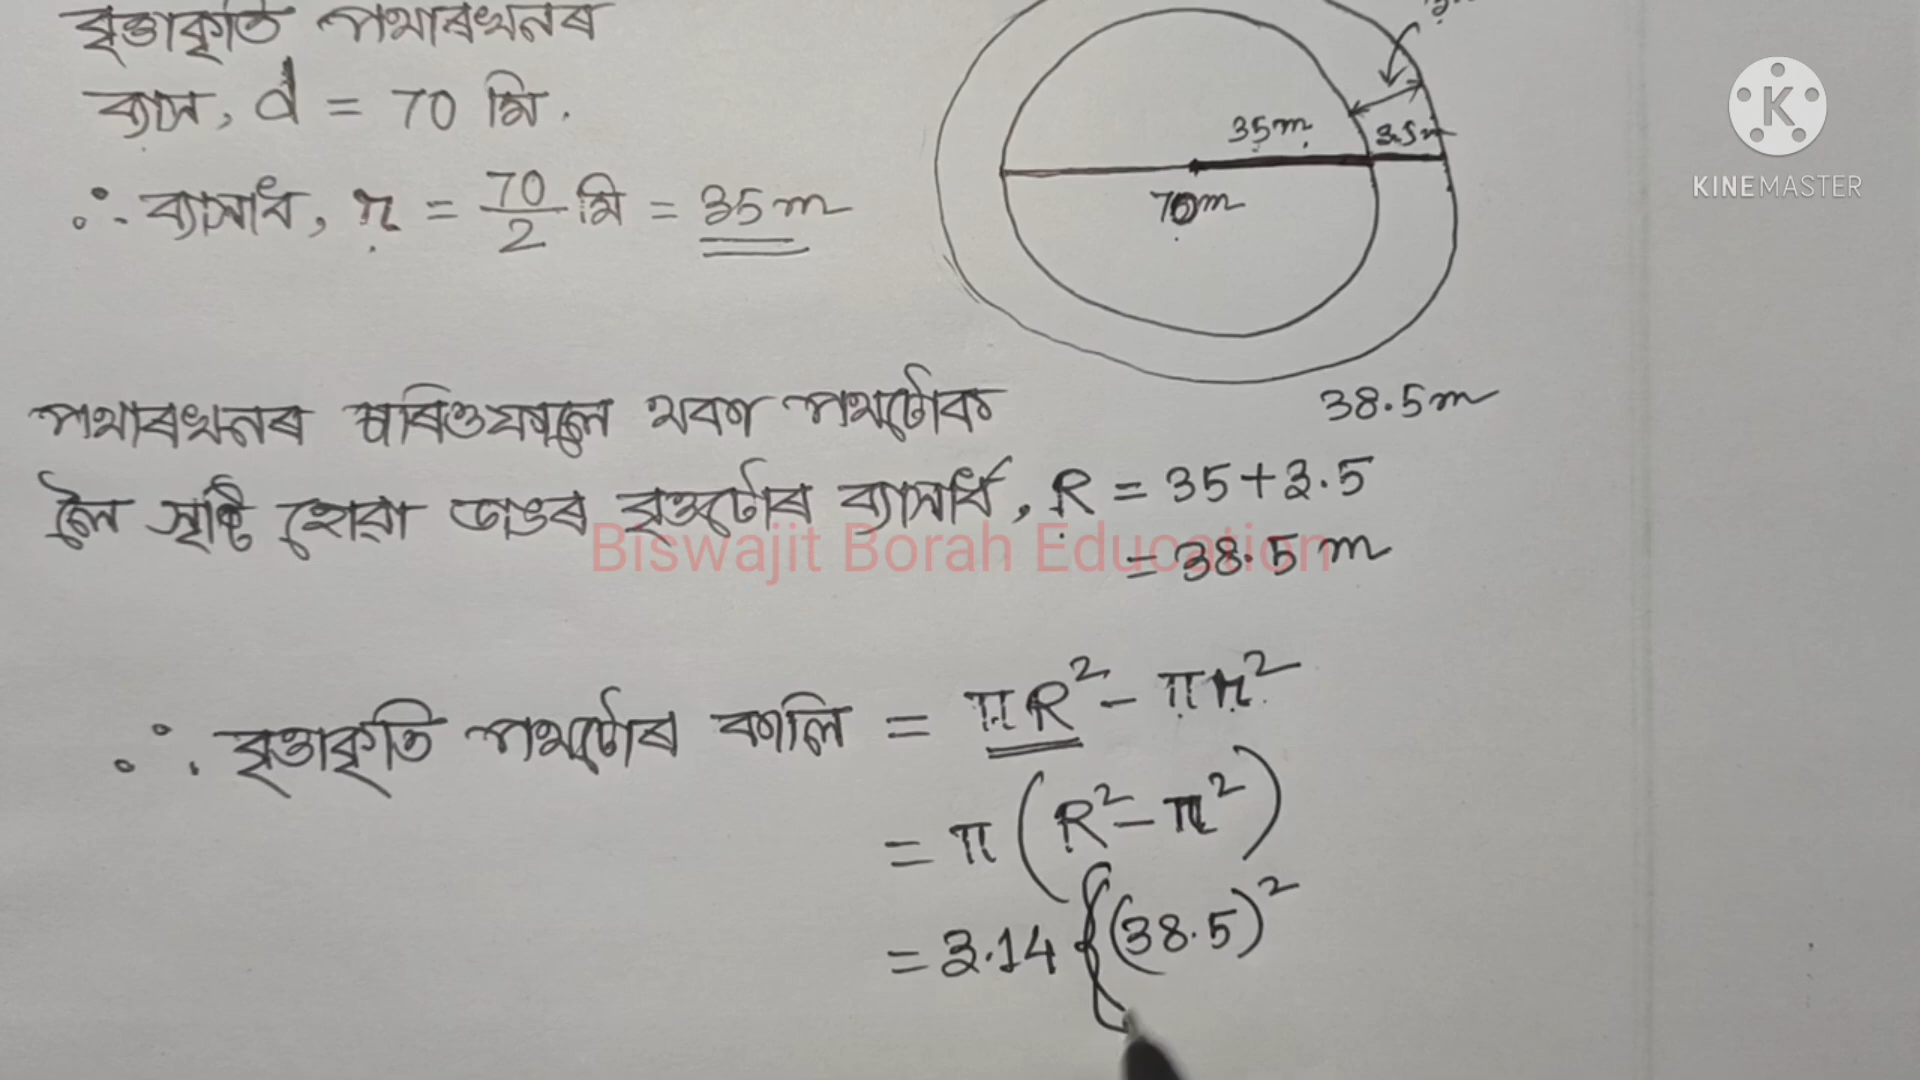 বৃত্তাকৃতি পথাৰখনৰ
ব্যাস, d = 70 মি.
∴ ব্যাসাৰ্ধ, r = 70/2 মি = 35 m
35m
3.5m
70m
K
KINEMASTER
পথাৰখনৰ পৰিওফালে থকা পথটোক
38.5m
লৈ সৃষ্টি হোৱা ডাঙৰ বৃত্তটোৰ ব্যাসাৰ্ধ, R = 35+3.5
= 38.5 m
Biswajit Borah Education
∴ বৃত্তাকৃতি পথটোৰ কালি = πR² - πr²
= π (R² - r²)
= 3.14 {(38.5)²